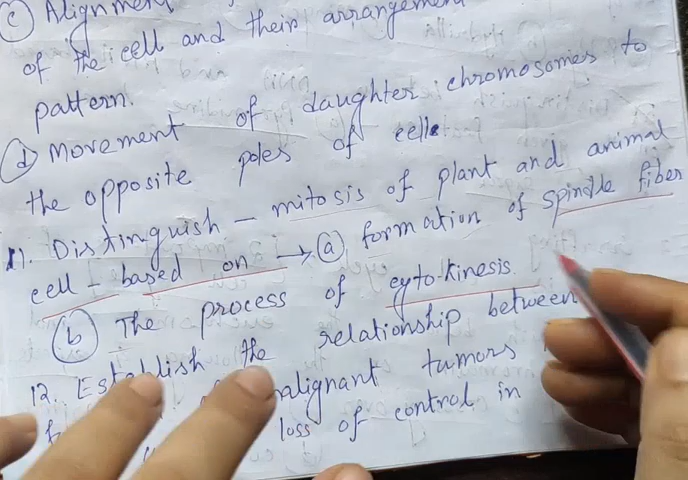 (c) Alignment
of the cell and their arrangement
pattern.
(d) Movement of daughter chromosomes to
the opposite poles of cell.
11. Distinguish - mitosis of plant and animal
cell - based on → (a) formation of spindle fiber
(b) The process of cyto-kinesis.
12. Establish the relationship between
malignant tumors
loss of control in